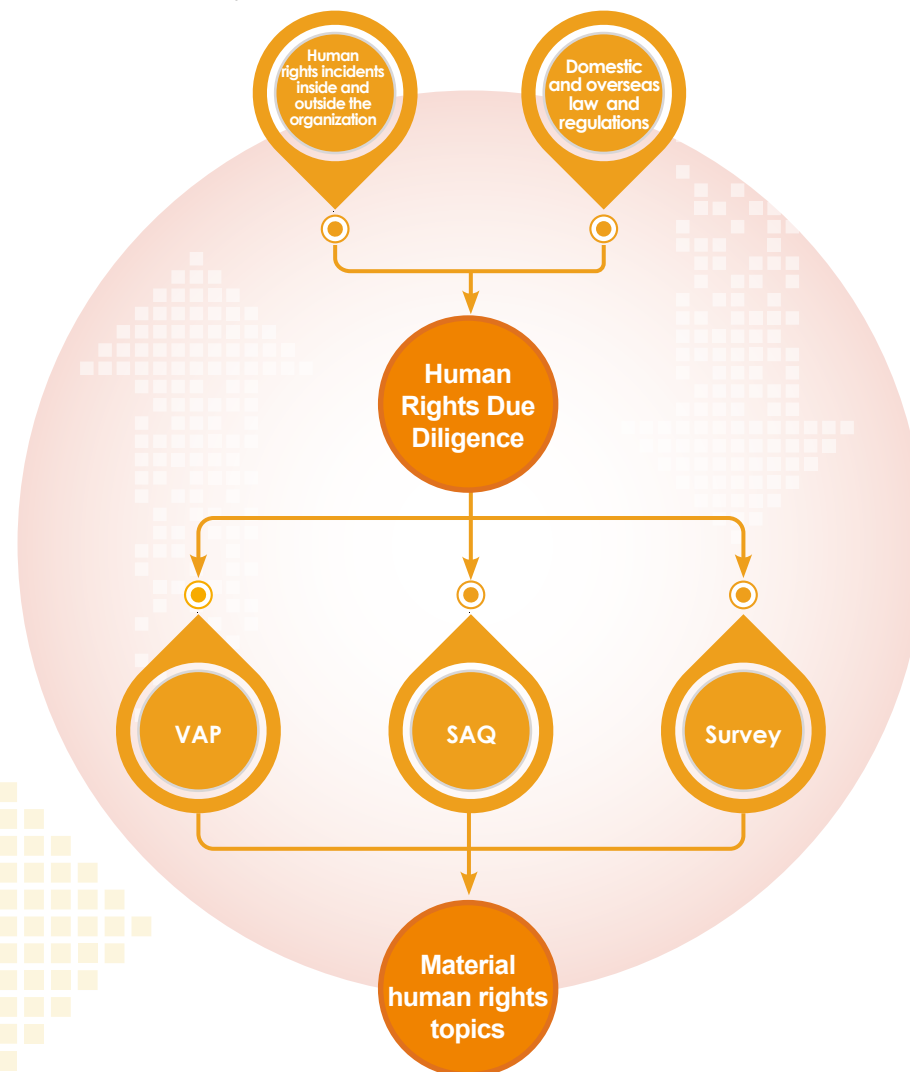 Human
rights incidents
inside and
outside the
organization
Domestic
and overseas
law and
regulations
Human
Rights Due
Diligence
VAP
SAQ
Survey
Material
human rights
topics